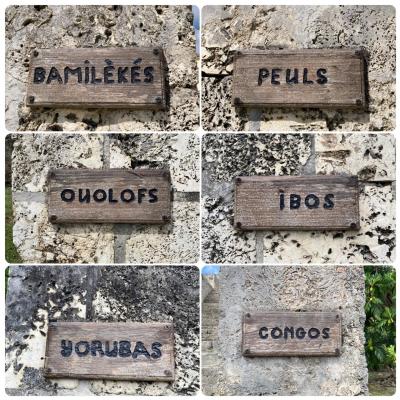 BAMILÈKÉS
PEULS
OUOLOFS
IBOS
YORUBAS
CONGOS